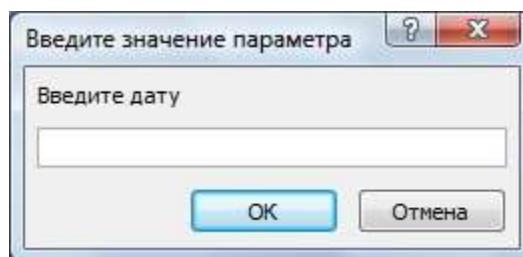 Введите значение параметра
Введите дату
OK
Отмена